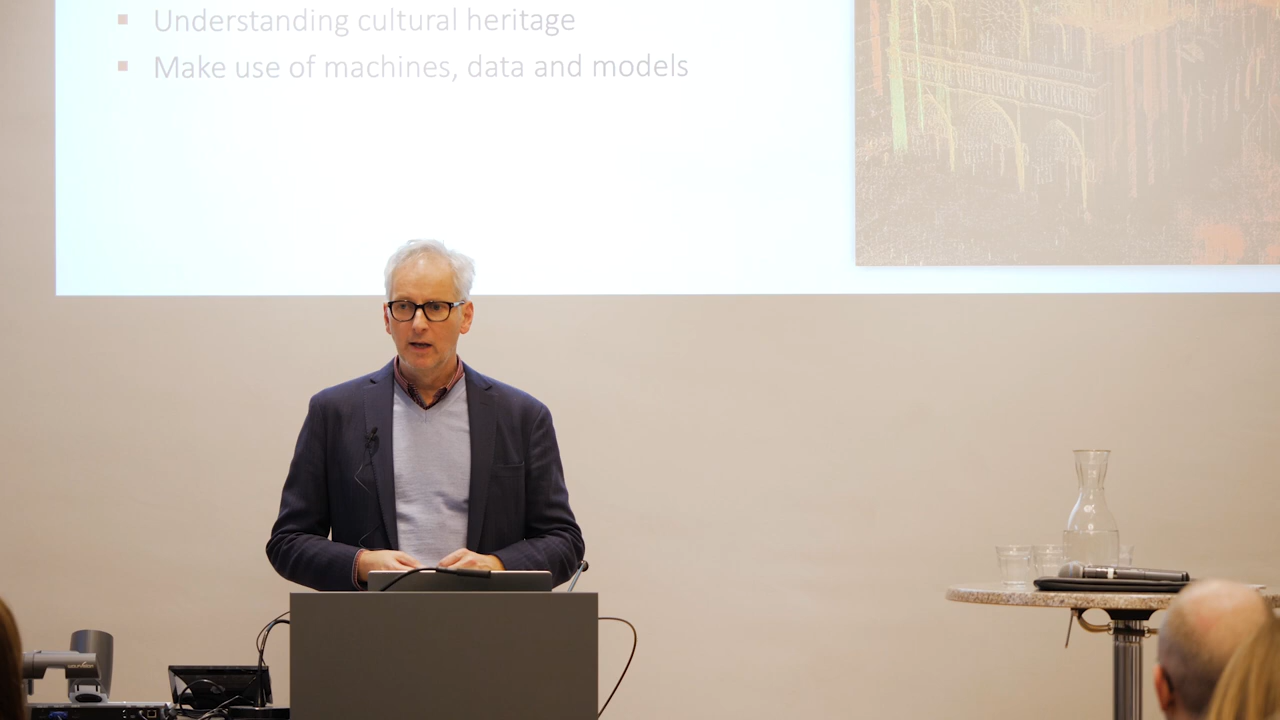 Understanding cultural heritage
Make use of machines, data and models